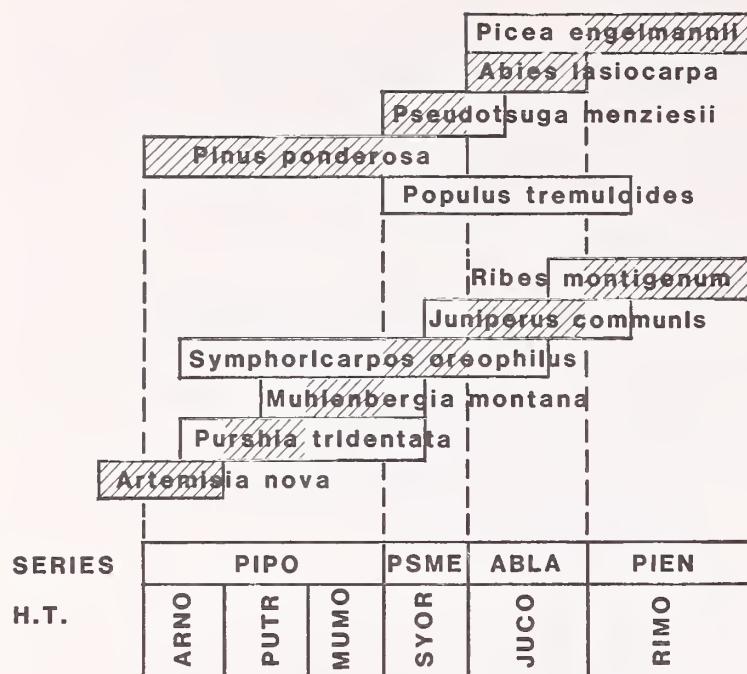 Picea engelmannii
Abies lasiocarpa
Pseudotsuga menziesii
Pinus ponderosa
Populus tremuloides
Ribes montigenum
Juniperus communis
Symphoricarpos oreophilus
Muhlenbergia montana
Purshia tridentata
Artemisia nova
SERIES PIPO PSME ABLA PIEN
H.T. ARNO PUTR MUMO SYOR JUCO RIMO